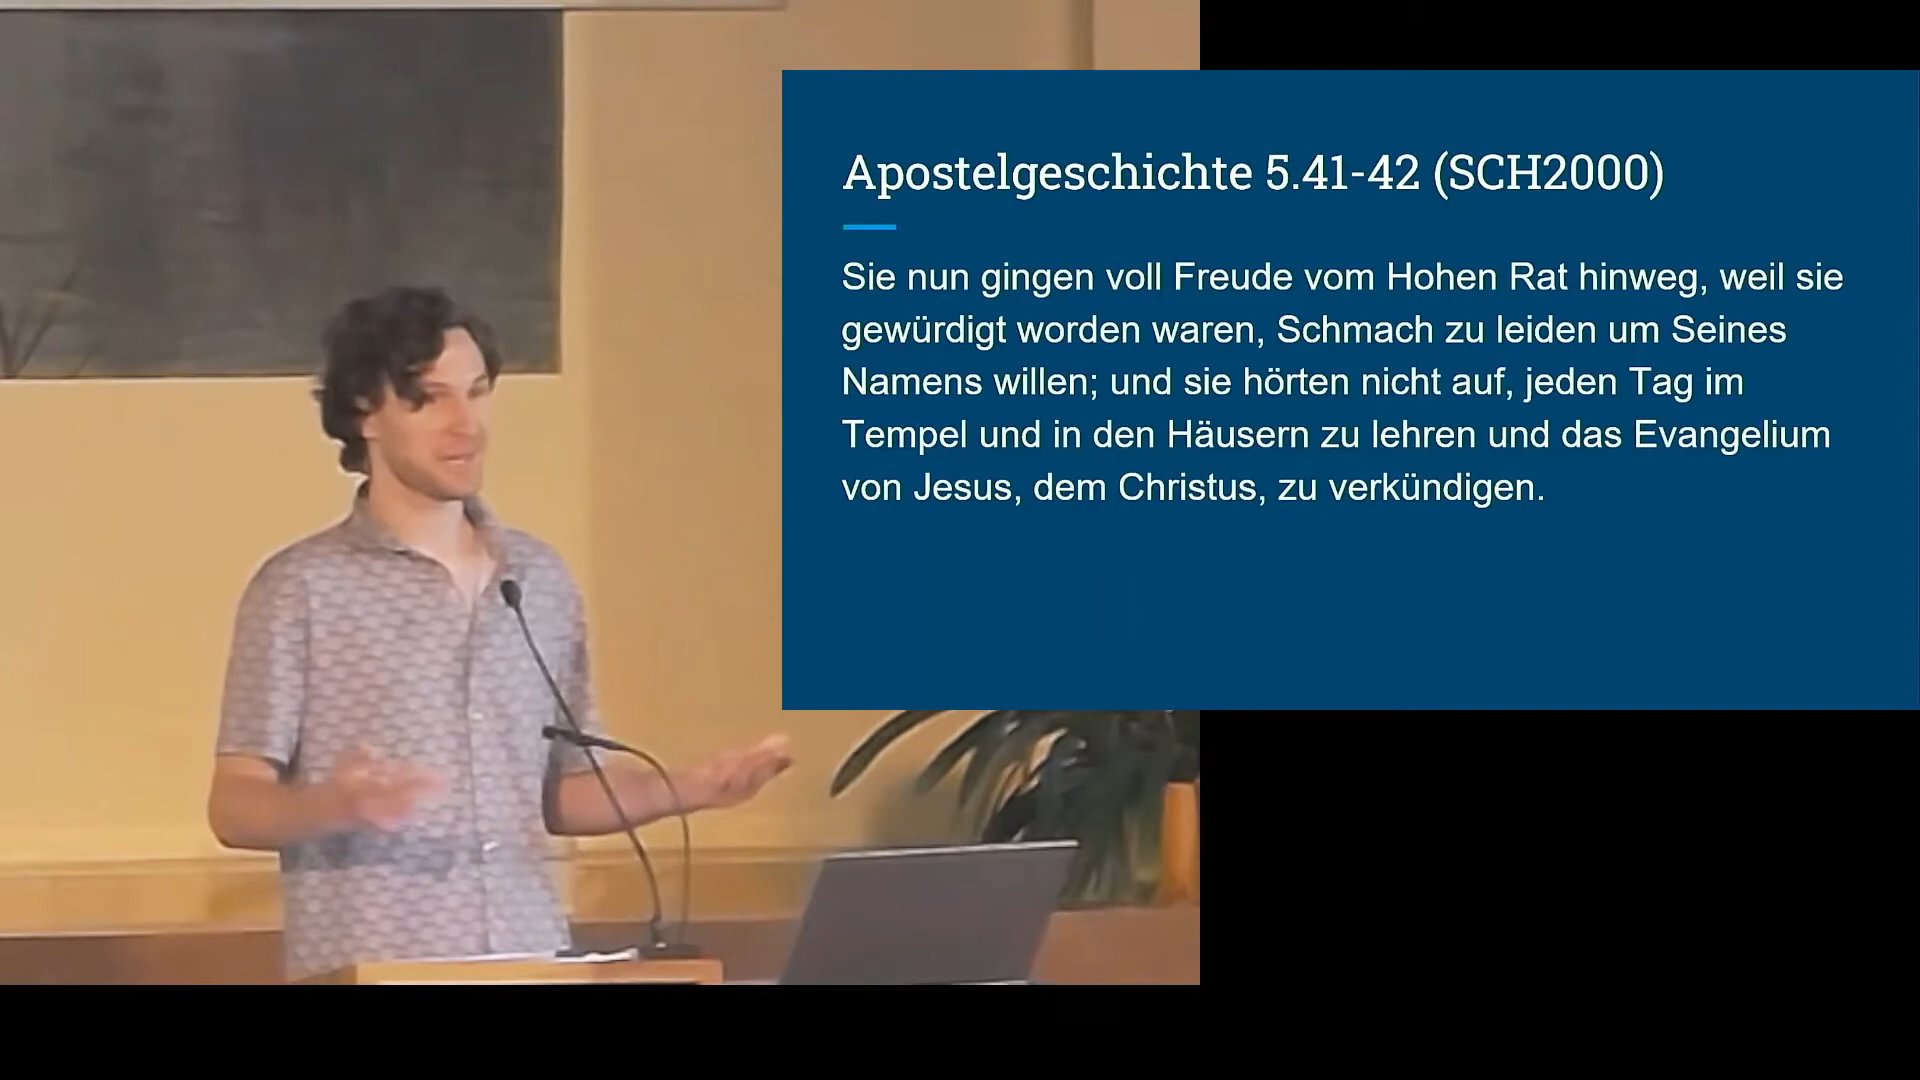 Apostelgeschichte 5.41-42 (SCH2000)
Sie nun gingen voll Freude vom Hohen Rat hinweg, weil sie
gewürdigt worden waren, Schmach zu leiden um Seines
Namens willen; und sie hörten nicht auf, jeden Tag im
Tempel und in den Häusern zu lehren und das Evangelium
von Jesus, dem Christus, zu verkündigen.